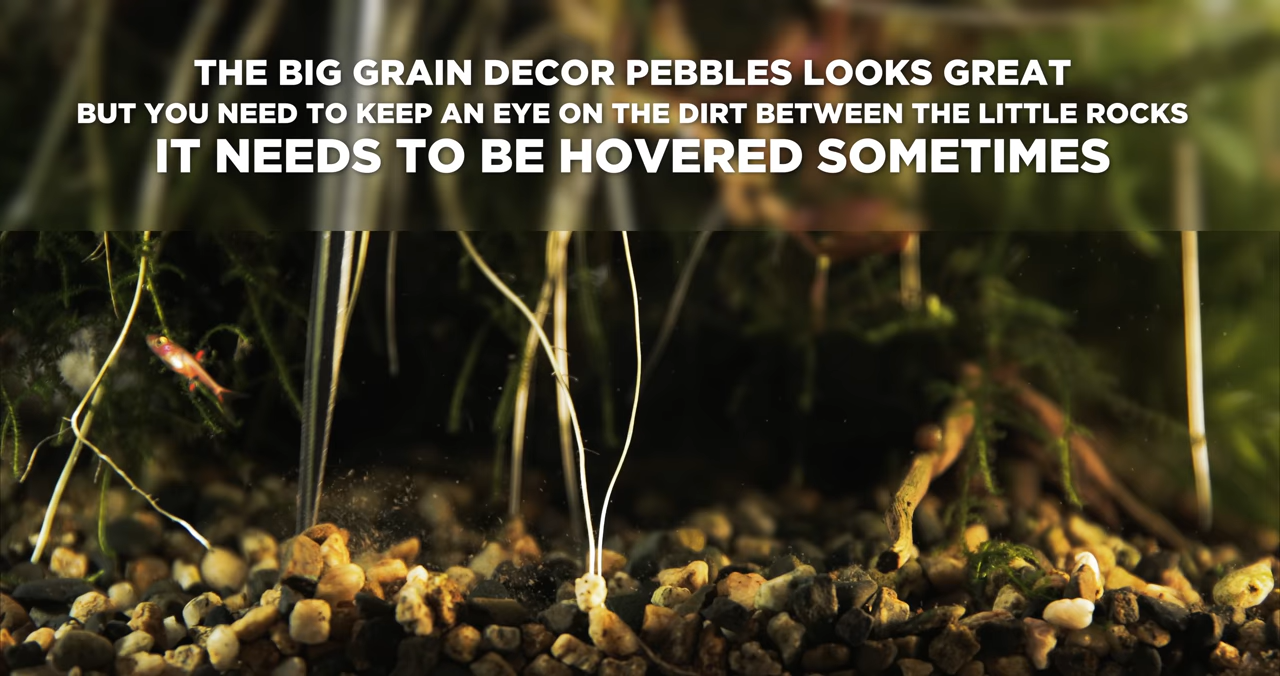 THE BIG GRAIN DECOR PEBBLES LOOKS GREAT
BUT YOU NEED TO KEEP AN EYE ON THE DIRT BETWEEN THE LITTLE ROCKS
IT NEEDS TO BE HOVERED SOMETIMES